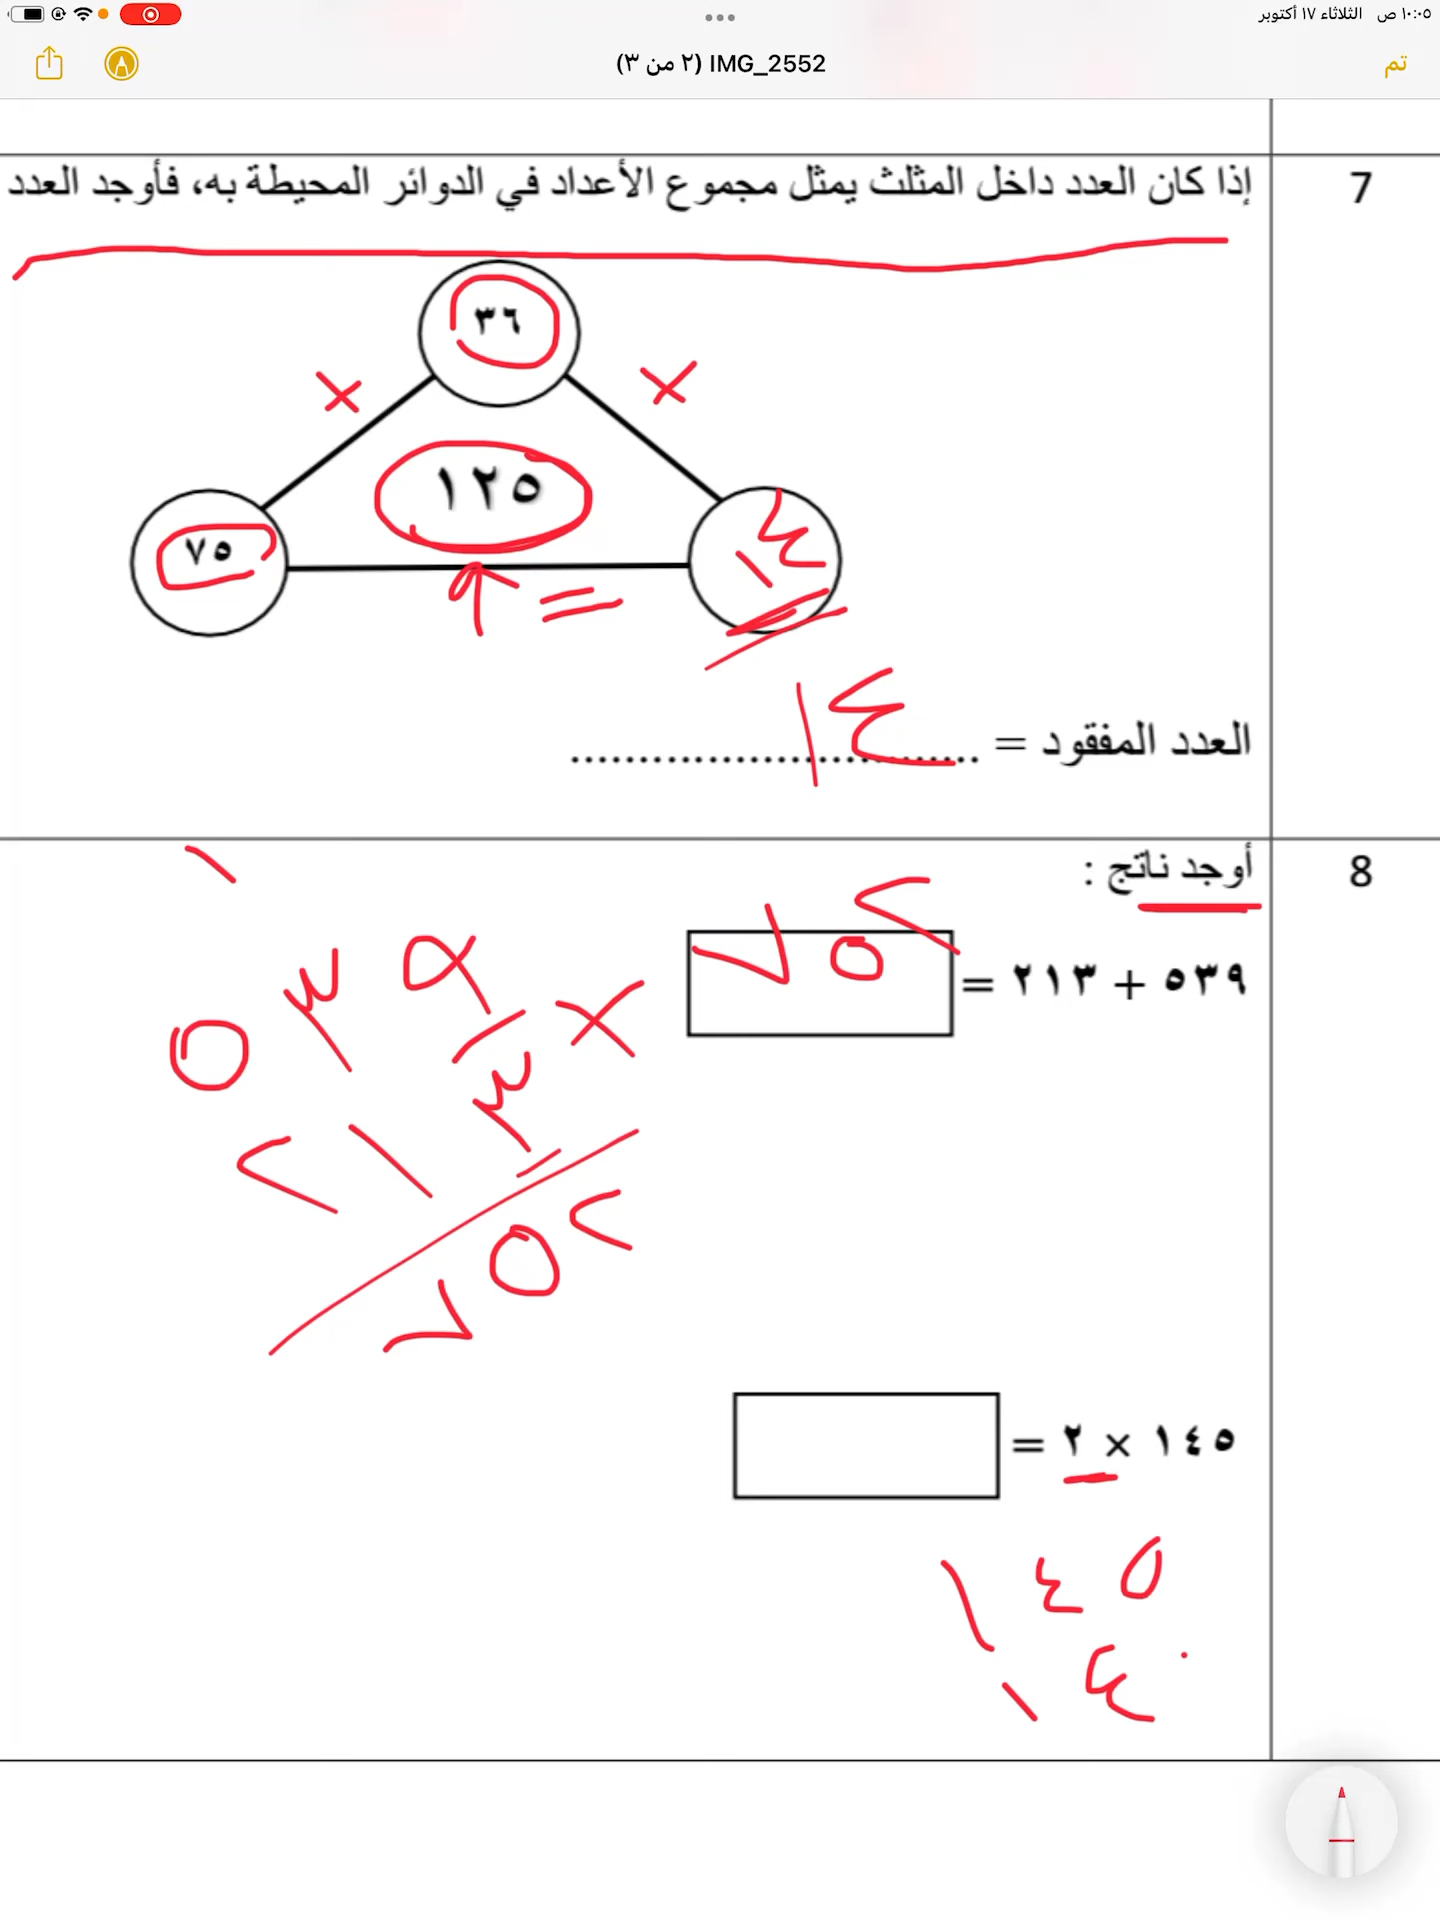 ١٠:٠٥ ص الثلاثاء ١٧ أكتوبر
IMG_2552 (٢ من ٣)
تم
7
إذا كان العدد داخل المثلث يمثل مجموع الأعداد في الدوائر المحيطة به، فأوجد العدد
٣٦
١٢٥
٧٥
١٤
=
العدد المفقود = ............................ ١٤
8
أوجد ناتج :
٥٣٩ + ٢١٣ = ٧٥٢
١
٥٣٩
٢١٣
٧٥٢
١٤٥ × ٢ =
١٤٥
١٤٠